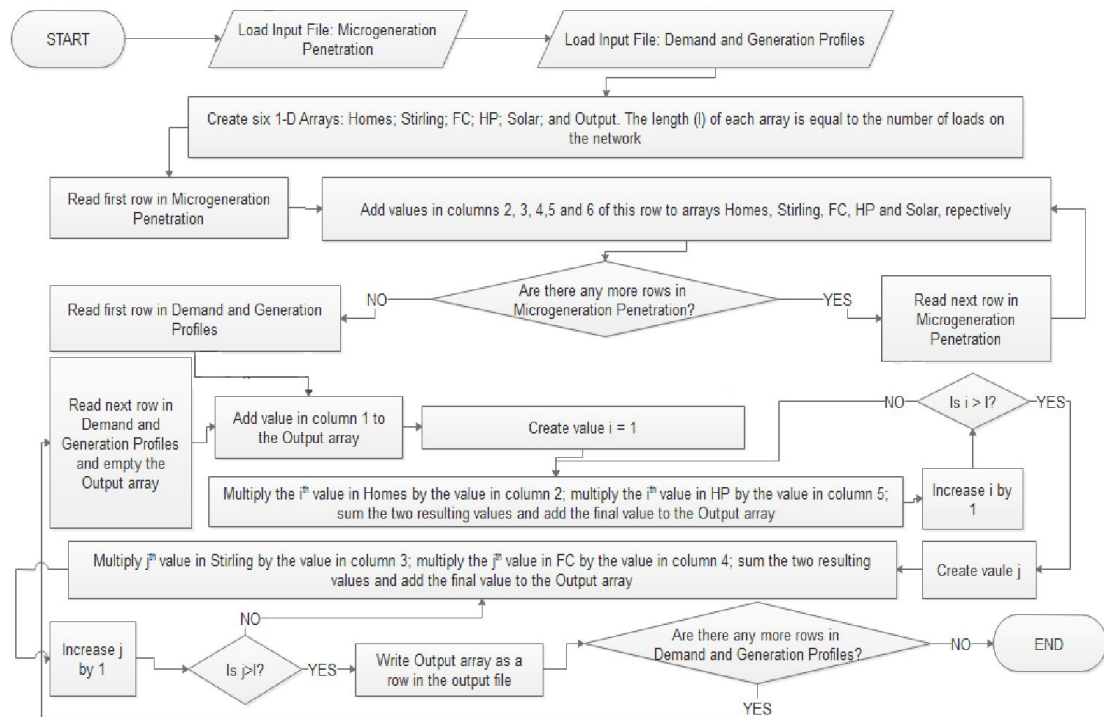 START
Load Input File: Microgeneration
Penetration
Load Input File: Demand and Generation Profiles
Create six 1-D Arrays: Homes; Stirling; FC; HP; Solar; and Output. The length (l) of each array is equal to the number of loads on
the network
Read first row in Microgeneration
Penetration
Add values in columns 2, 3, 4,5 and 6 of this row to arrays Homes, Stirling, FC, HP and Solar, repectively
Are there any more rows in
Microgeneration Penetration?
NO
YES
Read next row in
Microgeneration
Penetration
Read first row in Demand and Generation
Profiles
Read next row in
Demand and
Generation Profiles
and empty the
Output array
Add value in column 1 to
the Output array
Create value i = 1
NO
Is i > l?
YES
Multiply the ith value in Homes by the value in column 2; multiply the ith value in HP by the value in column 5;
sum the two resulting values and add the final value to the Output array
Increase i by
1
Multiply jth value in Stirling by the value in column 3; multiply the jth value in FC by the value in column 4; sum the two resulting
values and add the final value to the Output array
Create vaule j
Increase j
by 1
NO
Is j>l?
YES
Write Output array as a
row in the output file
Are there any more rows in
Demand and Generation Profiles?
NO
END
YES